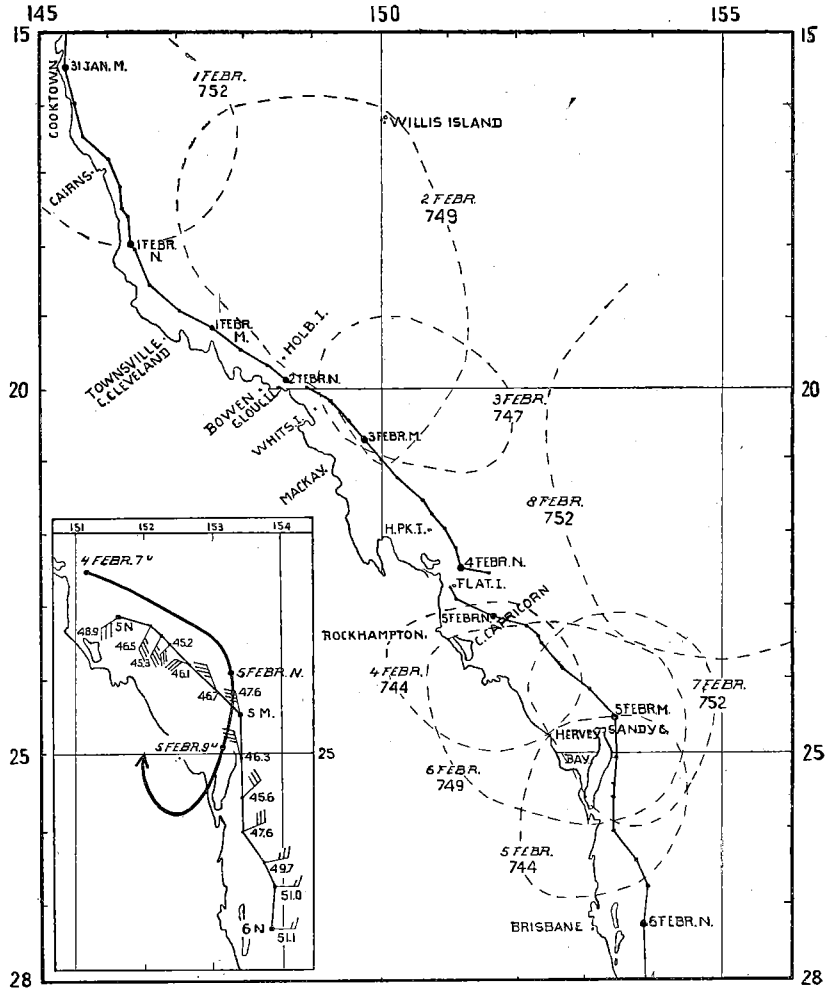 145
150
155
15
15
31 JAN. M.
COOKTOWN
1 FEBR.
752
WILLIS ISLAND
CAIRNS
2 FEBR.
749
1 FEBR.
N.
1 FEBR.
M.
HOLB. I.
TOWNSVILLE
C. CLEVELAND
20
20
2 FEBR. N.
BOWEN
GLOUC I.
WHITS. I.
3 FEBR.
747
3 FEBR. M.
MACKAY.
8 FEBR.
752
H. PK. I.
4 FEBR. N.
FLAT. I.
5 FEBR. N.
C. CAPRICORN
ROCKHAMPTON.
4 FEBR.
744
7 FEBR.
752
5 FEBR. M.
HERVEY
BAY
SANDY C.
25
25
6 FEBR.
749
5 FEBR.
744
BRISBANE
6 FEBR. N.
28
28
151
152
153
154
4 FEBR. 7ᵘ
5 N
48.9
46.5
45.3
45.2
46.1
46.7
5 FEBR. N.
47.6
5 M.
5 FEBR. 9ᵘ
25
46.3
45.6
47.6
49.7
51.0
6 N
51.1